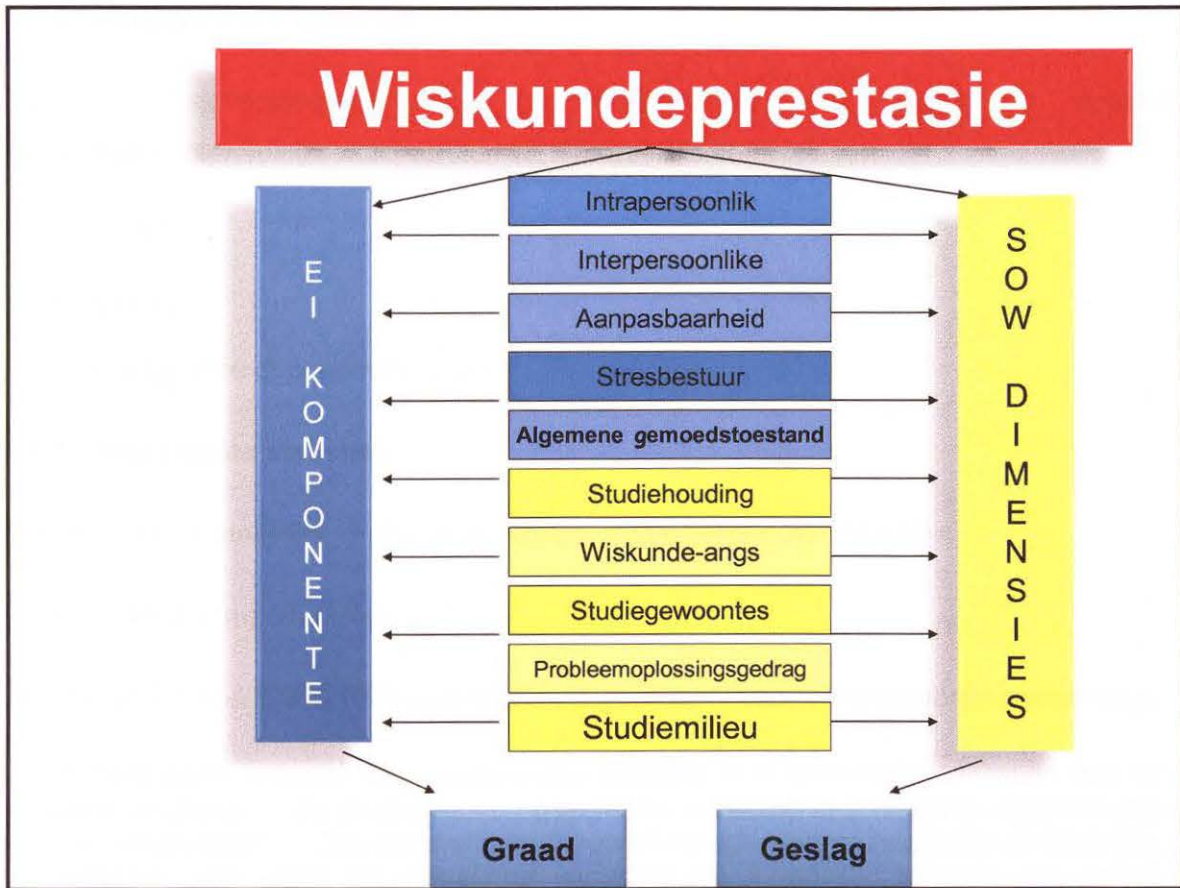 Wiskundeprestasie
EI KOMPONENTE
Intrapersoonlik
Interpersoonlike
Aanpasbaarheid
Stresbestuur
Algemene gemoedstoestand
Studiehouding
Wiskunde-angs
Studiegewoontes
Probleemoplossingsgedrag
Studiemilieu
SOW DIMENSIES
Graad
Geslag